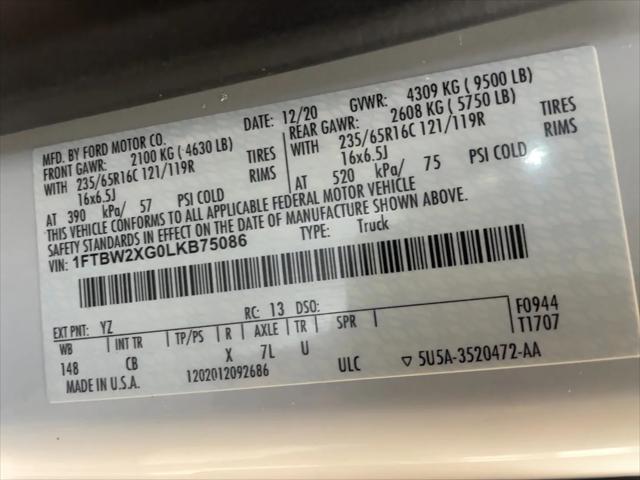 MFD. BY FORD MOTOR CO. DATE: 12/20 GVWR: 4309 KG ( 9500 LB)
FRONT GAWR: 2100 KG ( 4630 LB) REAR GAWR: 2608 KG ( 5750 LB)
WITH 235/65R16C 121/119R TIRES WITH 235/65R16C 121/119R TIRES
16x6.5J RIMS 16x6.5J RIMS
AT 390 kPa/ 57 PSI COLD AT 520 kPa/ 75 PSI COLD
THIS VEHICLE CONFORMS TO ALL APPLICABLE FEDERAL MOTOR VEHICLE
SAFETY STANDARDS IN EFFECT ON THE DATE OF MANUFACTURE SHOWN ABOVE.
VIN: 1FTBW2XG0LKB75086 TYPE: Truck
EXT PNT: YZ RC: 13 DSO: F0944
WB INT TR TP/PS R AXLE TR SPR T1707
148 CB X 7L U
MADE IN U.S.A. 1202012092686 ULC ▽ 5U5A-3520472-AA